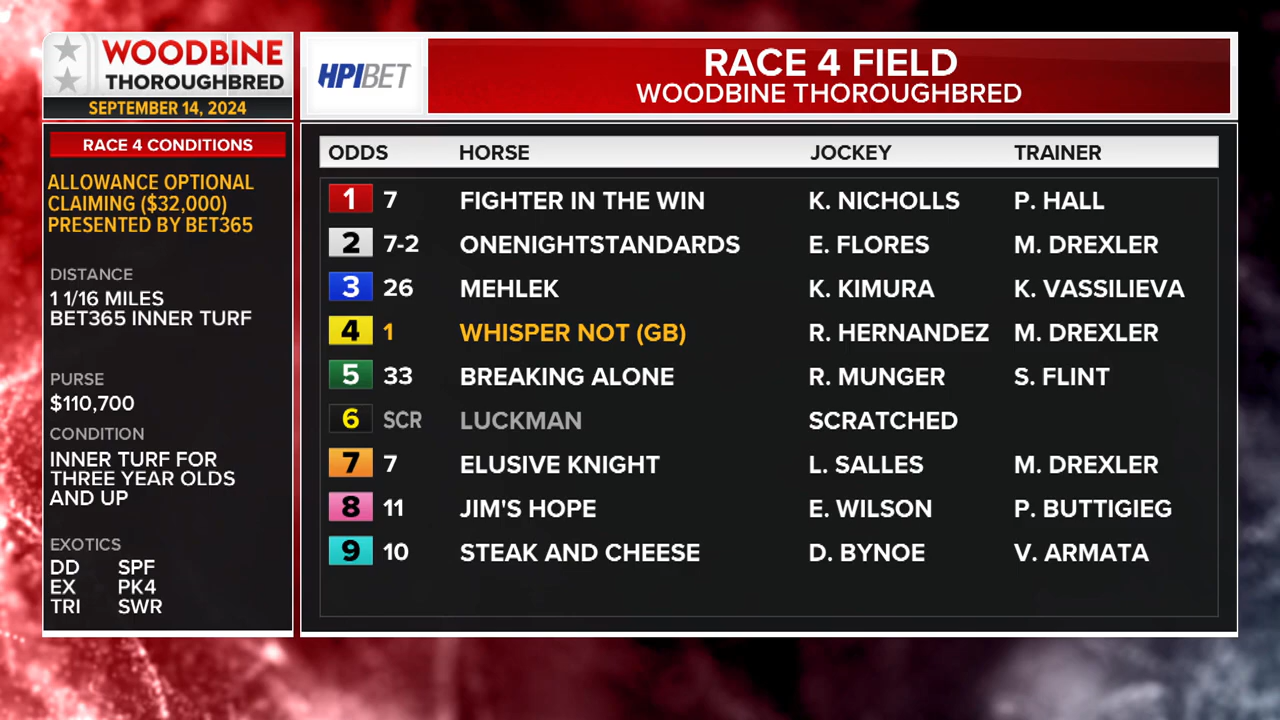 WOODBINE
THOROUGHBRED
SEPTEMBER 14, 2024
HPIBET
RACE 4 FIELD
WOODBINE THOROUGHBRED
RACE 4 CONDITIONS
ALLOWANCE OPTIONAL
CLAIMING ($32,000)
PRESENTED BY BET365
DISTANCE
1 1/16 MILES
BET365 INNER TURF
PURSE
$110,700
CONDITION
INNER TURF FOR
THREE YEAR OLDS
AND UP
EXOTICS
DD SPF
EX PK4
TRI SWR
ODDS HORSE JOCKEY TRAINER
1 7 FIGHTER IN THE WIN K. NICHOLLS P. HALL
2 7-2 ONENIGHTSTANDARDS E. FLORES M. DREXLER
3 26 MEHLEK K. KIMURA K. VASSILIEVA
4 1 WHISPER NOT (GB) R. HERNANDEZ M. DREXLER
5 33 BREAKING ALONE R. MUNGER S. FLINT
6 SCR LUCKMAN SCRATCHED
7 7 ELUSIVE KNIGHT L. SALLES M. DREXLER
8 11 JIM'S HOPE E. WILSON P. BUTTIGIEG
9 10 STEAK AND CHEESE D. BYNOE V. ARMATA